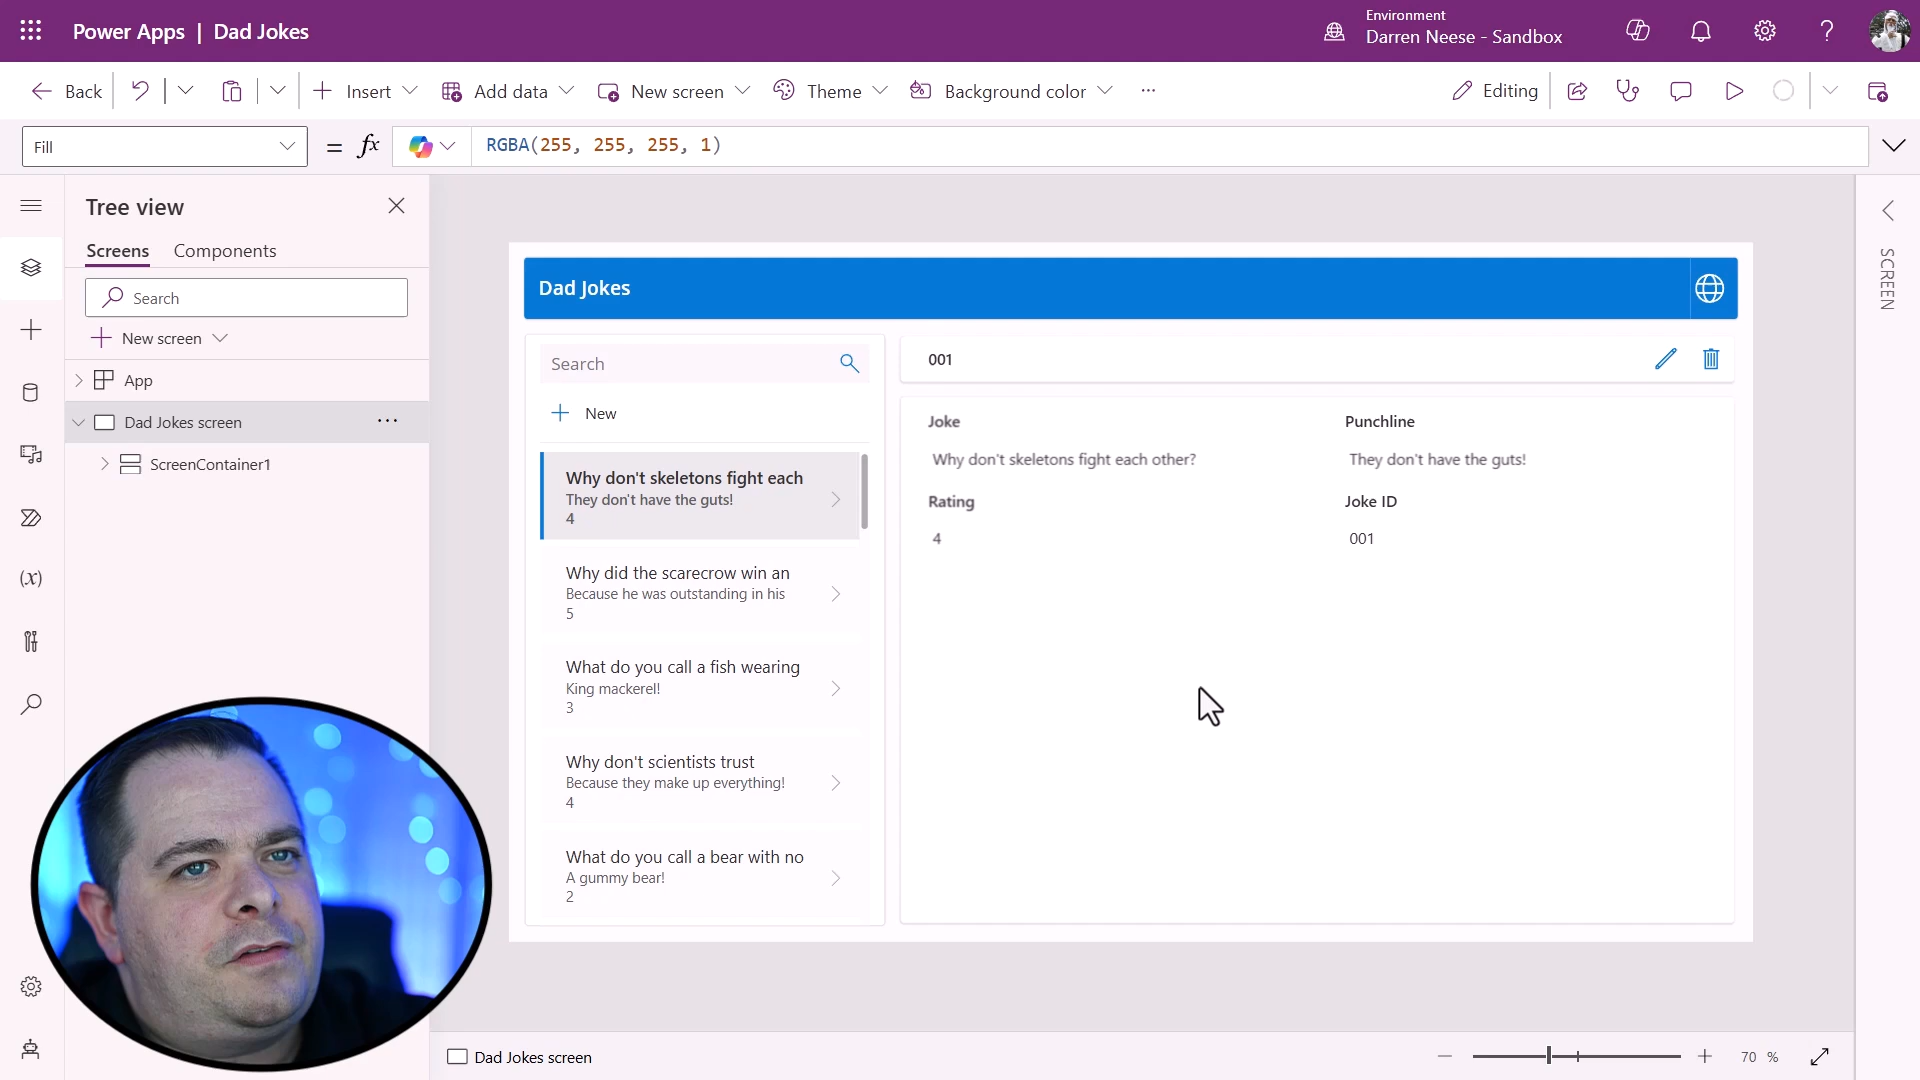 Power Apps | Dad Jokes
Environment
Darren Neese - Sandbox
Back
Insert
Add data
New screen
Theme
Background color
Editing
Fill
= fx
RGBA(255, 255, 255, 1)
Tree view
Screens
Components
Search
New screen
App
Dad Jokes screen
ScreenContainer1
(x)
SCREEN
Dad Jokes
Search
New
Why don't skeletons fight each
They don't have the guts!
4
Why did the scarecrow win an
Because he was outstanding in his
5
What do you call a fish wearing
King mackerel!
3
Why don't scientists trust
Because they make up everything!
4
What do you call a bear with no
A gummy bear!
2
001
Joke
Punchline
Why don't skeletons fight each other?
They don't have the guts!
Rating
Joke ID
4
001
Dad Jokes screen
70 %